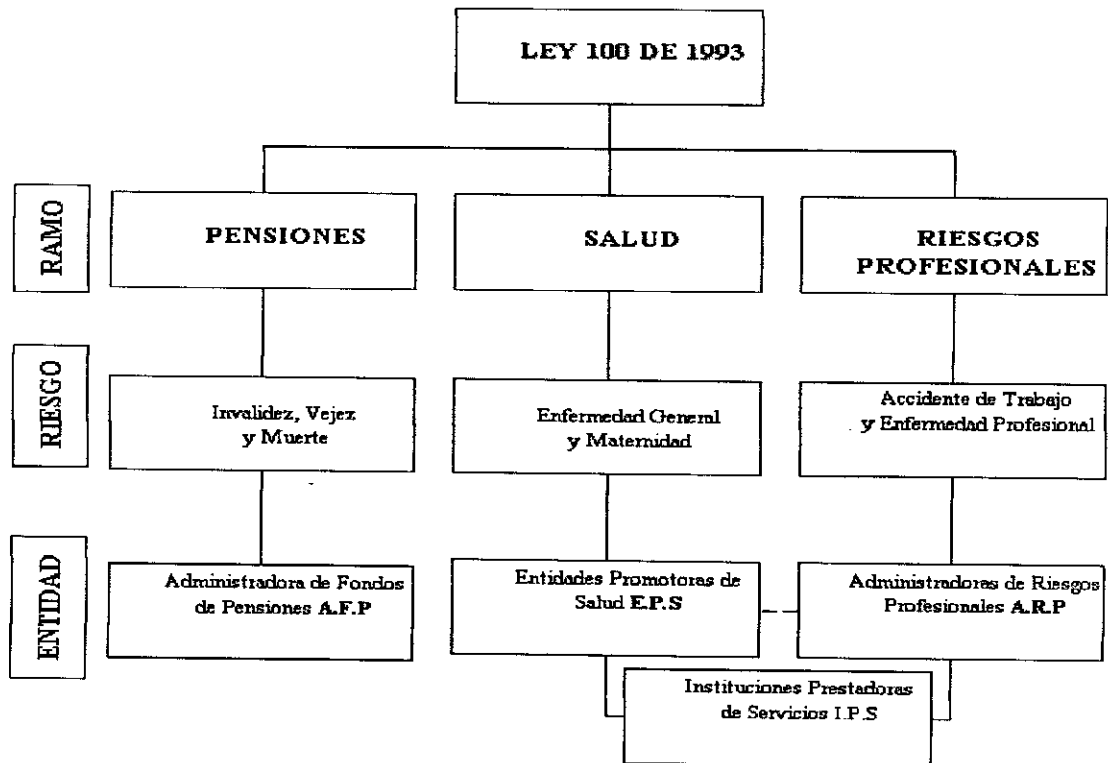 LEY 100 DE 1993
RAMO
PENSIONES
SALUD
RIESGOS
PROFESIONALES
RIESGO
Invalidez, Vejez
y Muerte
Enfermedad General
y Maternidad
Accidente de Trabajo
y Enfermedad Profesional
ENTIDAD
Administradora de Fondos
de Pensiones A.F.P
Entidades Promotoras de
Salud E.P.S
Administradoras de Riesgos
Profesionales A.R.P
Instituciones Prestadoras
de Servicios I.P.S